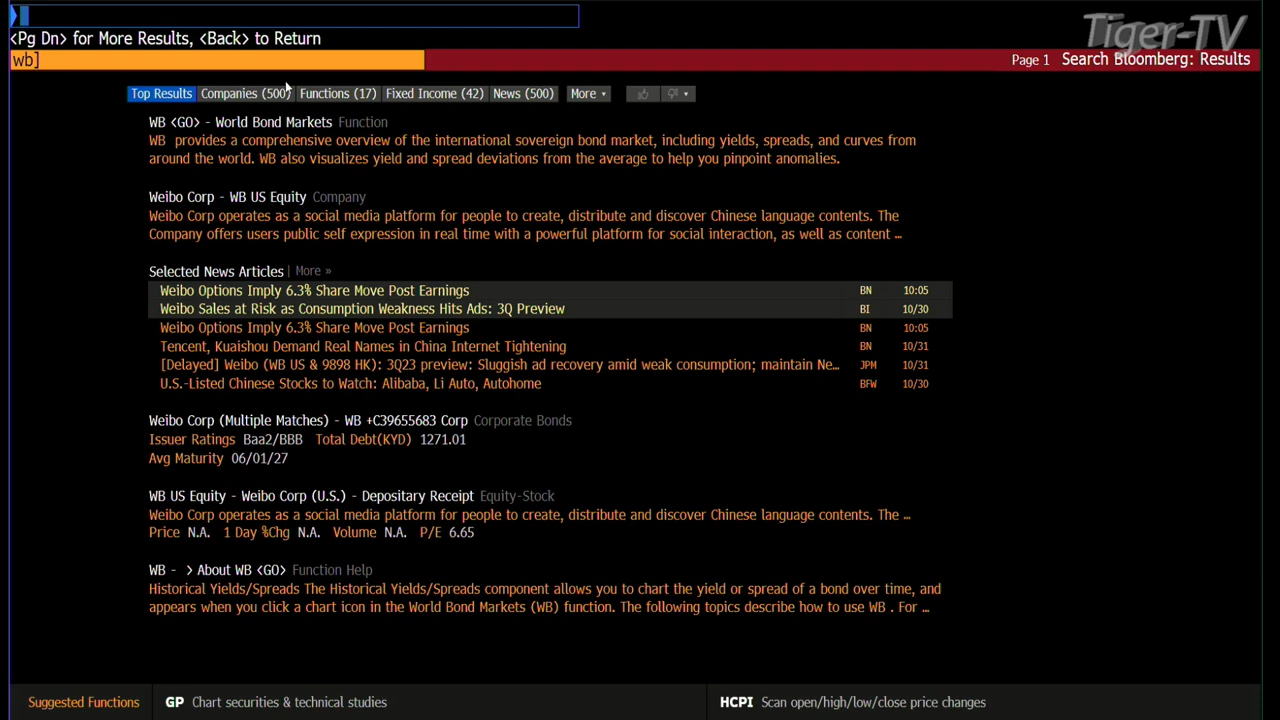 Tiger-TV
<Pg Dn> for More Results, <Back> to Return
wb]
Page 1 Search Bloomberg: Results
Top Results Companies (500) Functions (17) Fixed Income (42) News (500) More
WB <GO> - World Bond Markets Function
WB provides a comprehensive overview of the international sovereign bond market, including yields, spreads, and curves from
around the world. WB also visualizes yield and spread deviations from the average to help you pinpoint anomalies.
Weibo Corp - WB US Equity Company
Weibo Corp operates as a social media platform for people to create, distribute and discover Chinese language contents. The
Company offers users public self expression in real time with a powerful platform for social interaction, as well as content …
Selected News Articles | More »
Weibo Options Imply 6.3% Share Move Post Earnings BN 10:05
Weibo Sales at Risk as Consumption Weakness Hits Ads: 3Q Preview BI 10/30
Weibo Options Imply 6.3% Share Move Post Earnings BN 10:05
Tencent, Kuaishou Demand Real Names in China Internet Tightening BN 10/31
[Delayed] Weibo (WB US & 9898 HK): 3Q23 preview: Sluggish ad recovery amid weak consumption; maintain Ne… JPM 10/31
U.S.-Listed Chinese Stocks to Watch: Alibaba, Li Auto, Autohome BFW 10/30
Weibo Corp (Multiple Matches) - WB +C39655683 Corp Corporate Bonds
Issuer Ratings Baa2/BBB Total Debt(KYD) 1271.01
Avg Maturity 06/01/27
WB US Equity - Weibo Corp (U.S.) - Depositary Receipt Equity-Stock
Weibo Corp operates as a social media platform for people to create, distribute and discover Chinese language contents. The …
Price N.A. 1 Day %Chg N.A. Volume N.A. P/E 6.65
WB - > About WB <GO> Function Help
Historical Yields/Spreads The Historical Yields/Spreads component allows you to chart the yield or spread of a bond over time, and
appears when you click a chart icon in the World Bond Markets (WB) function. The following topics describe how to use WB . For …
Suggested Functions GP Chart securities & technical studies HCPI Scan open/high/low/close price changes